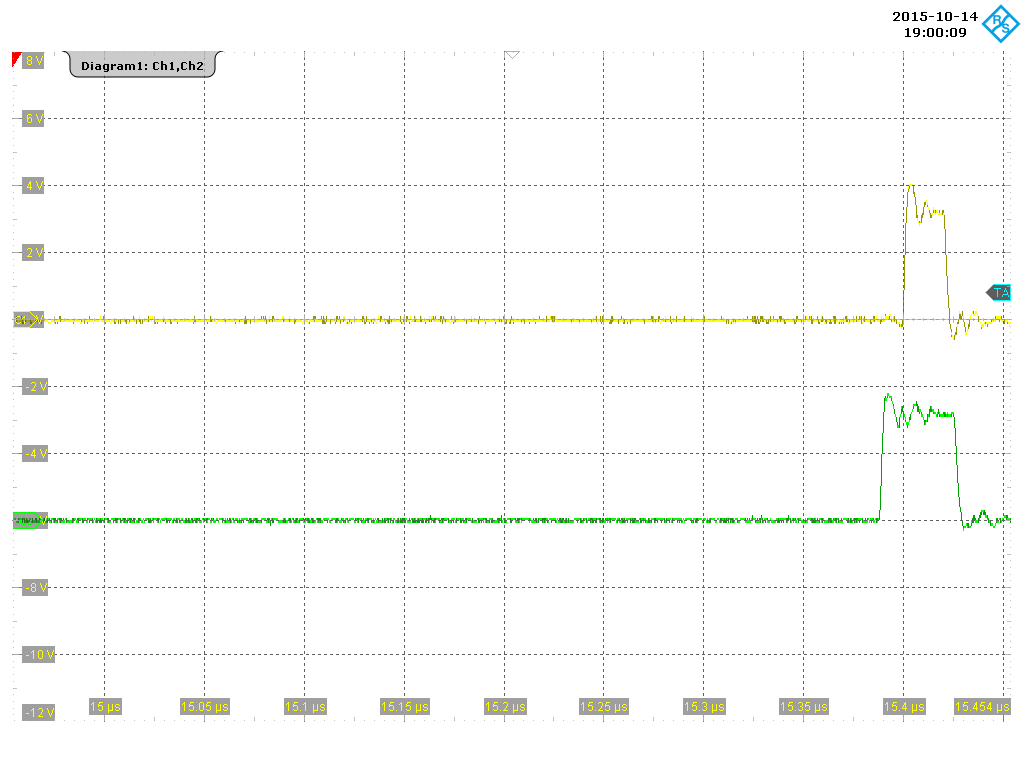 2015-10-14
19:00:09
R S
Diagram1: Ch1,Ch2
8 V
6 V
4 V
2 V
TA
-2 V
-4 V
-8 V
-10 V
-12 V
15 µs
15.05 µs
15.1 µs
15.15 µs
15.2 µs
15.25 µs
15.3 µs
15.35 µs
15.4 µs
15.454 µs